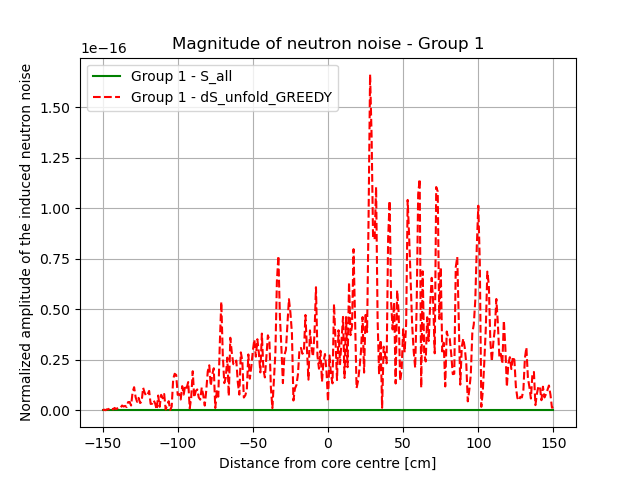 Magnitude of neutron noise - Group 1
1e−16
Group 1 - S_all
Group 1 - dS_unfold_GREEDY
Normalized amplitude of the induced neutron noise
1.50
1.25
1.00
0.75
0.50
0.25
0.00
−150 −100 −50 0 50 100 150
Distance from core centre [cm]